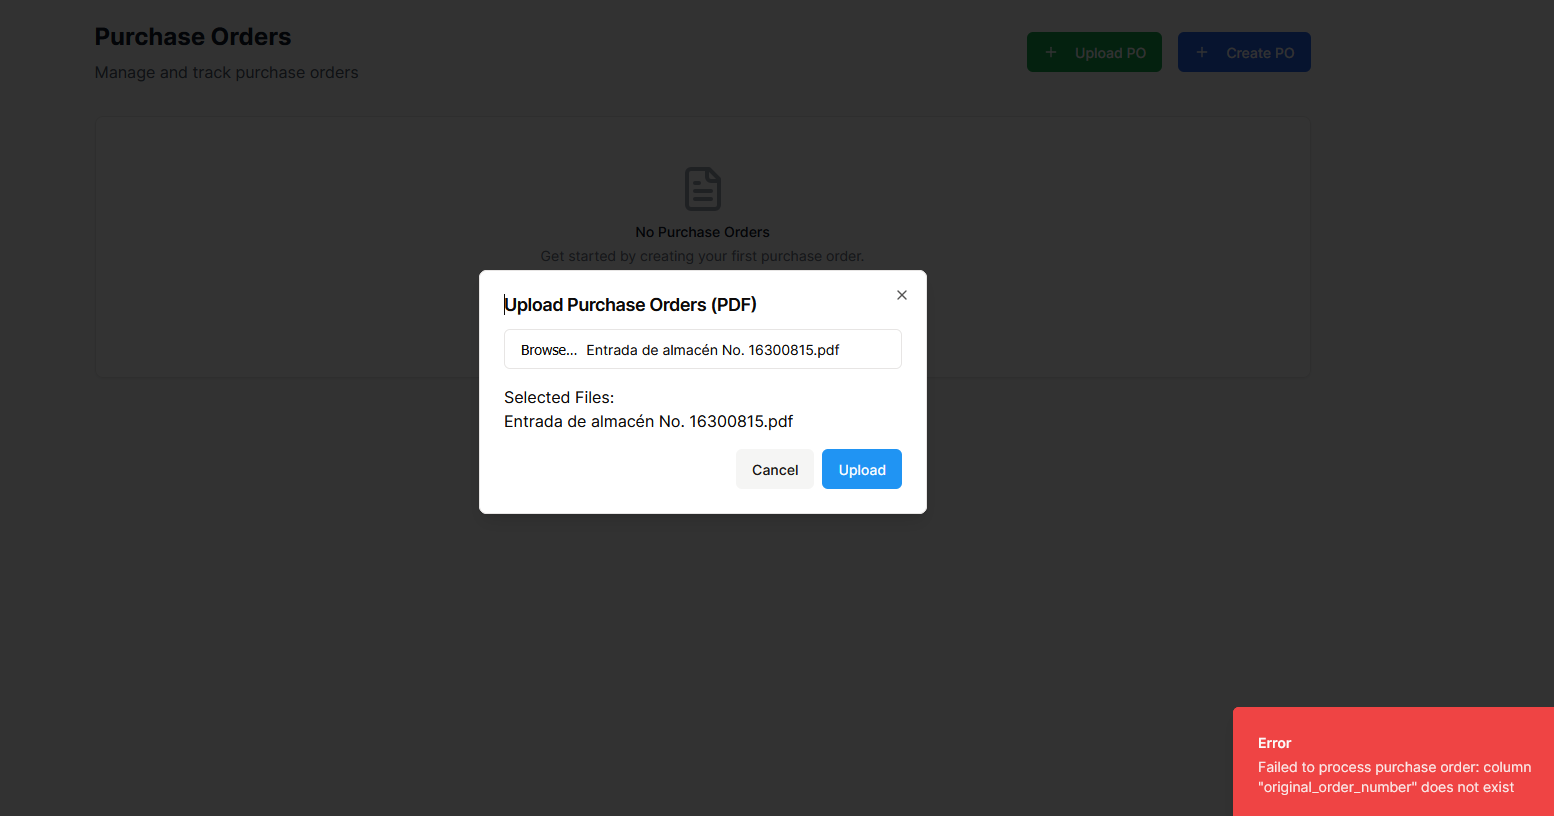 Purchase Orders
Manage and track purchase orders
+ Upload PO
+ Create PO
No Purchase Orders
Get started by creating your first purchase order.
Upload Purchase Orders (PDF)
Browse... Entrada de almacén No. 16300815.pdf
Selected Files:
Entrada de almacén No. 16300815.pdf
Cancel
Upload
Error
Failed to process purchase order: column
"original_order_number" does not exist